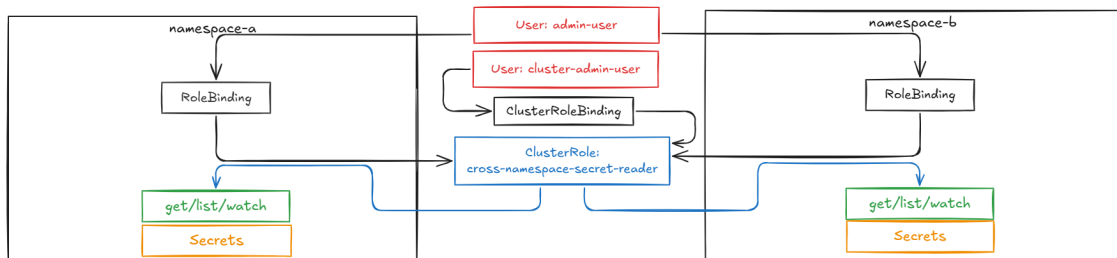 User: admin-user
namespace-a
namespace-b
User: cluster-admin-user
RoleBinding
RoleBinding
ClusterRoleBinding
ClusterRole:
cross-namespace-secret-reader
get/list/watch
get/list/watch
Secrets
Secrets